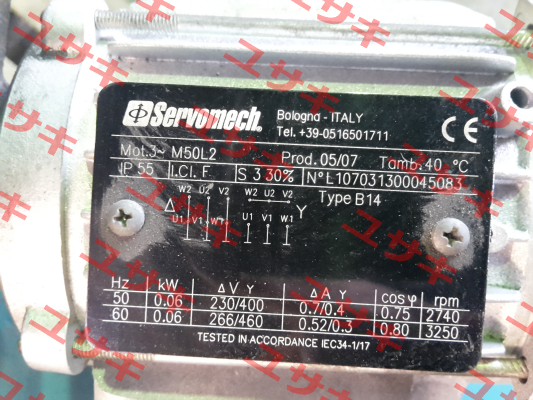 Servomech. Bologna - ITALY
Tel. +39-0516501711
CE
Mot.3~ M50L2 Prod. 05/07 Tamb. 40 °C
IP 55 I.Cl. F S 3 30% N° L107031300045083
Type B14
W2 U2 V2 W2 U2 V2
Δ Y
U1 V1 W1 U1 V1 W1
Hz kW Δ V Y Δ A Y cosφ rpm
50 0.06 230/400 0.7/0.4 0.75 2740
60 0.06 266/460 0.52/0.3 0.80 3250
TESTED IN ACCORDANCE IEC34-1/17
ユサキ